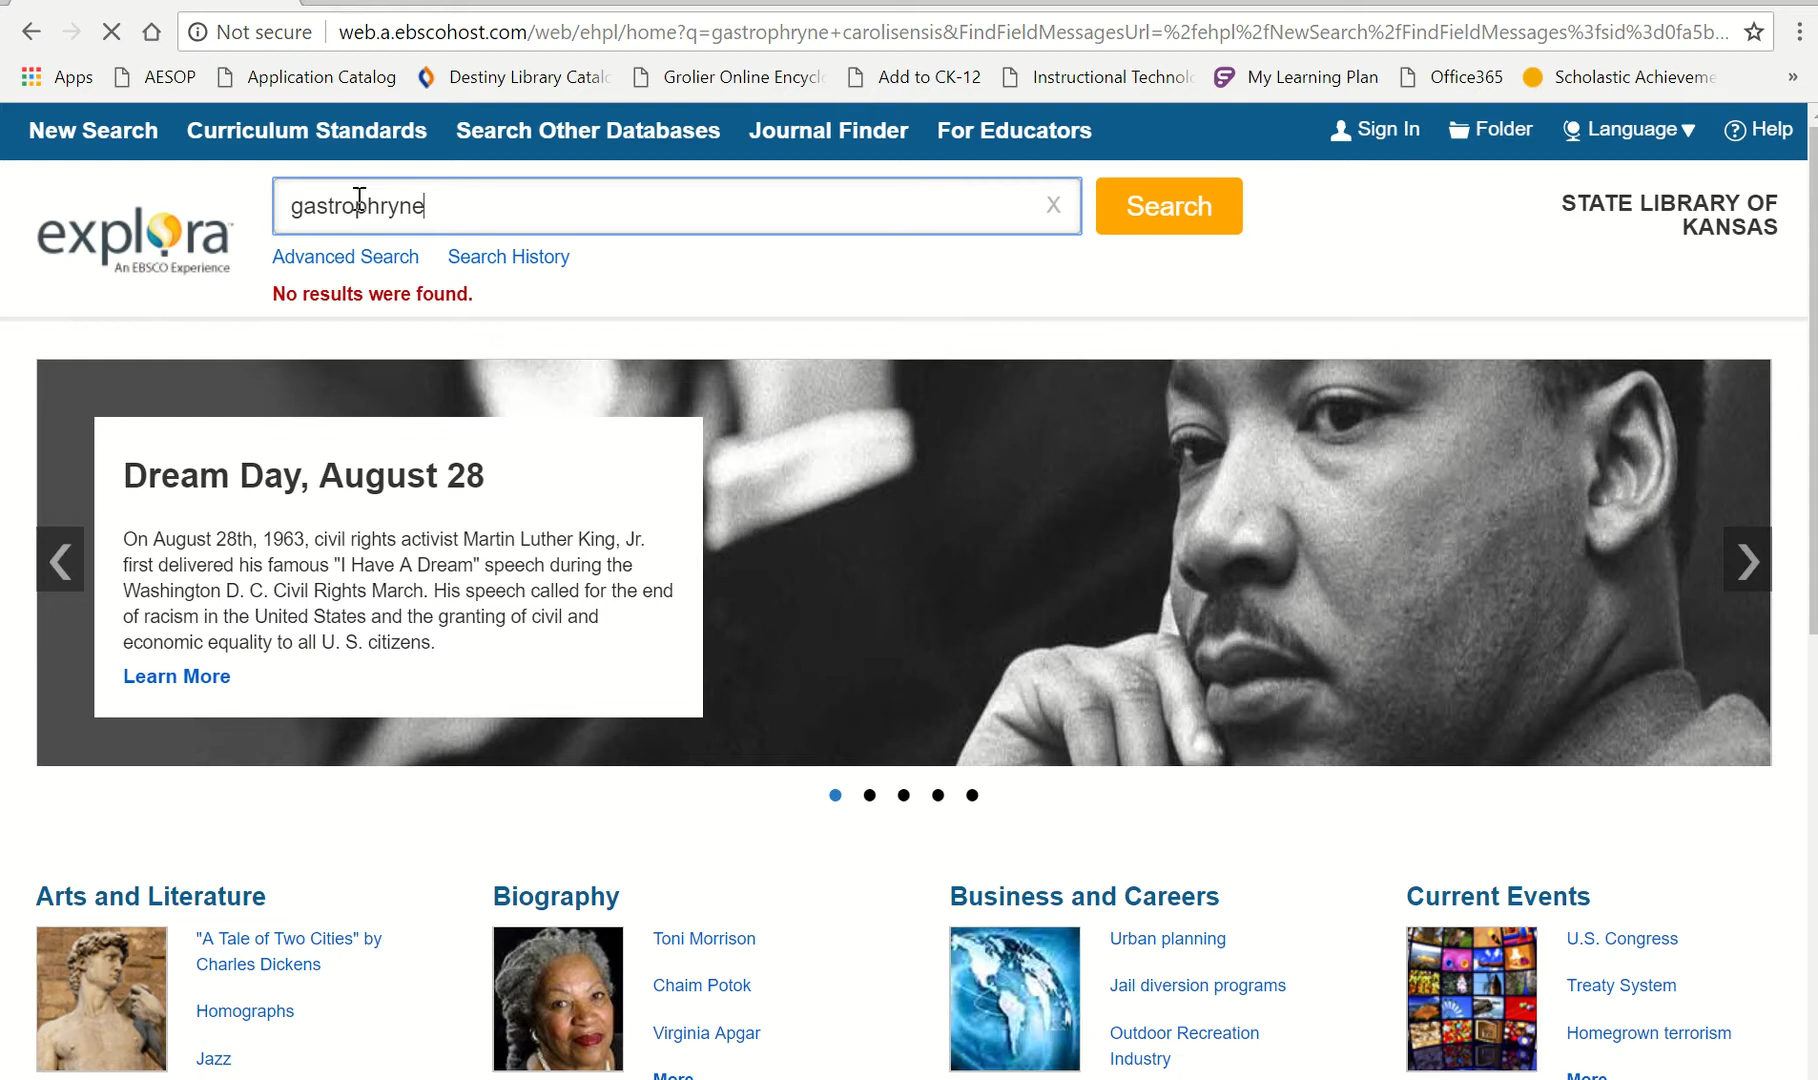 Not secure
web.a.ebscohost.com/web/ehpl/home?q=gastrophryne+carolisensis&FindFieldMessagesUrl=%2fehpl%2fNewSearch%2fFindFieldMessages%3fsid%3d0fa5b...
Apps AESOP Application Catalog Destiny Library Catalo Grolier Online Encyclo Add to CK-12 Instructional Technol My Learning Plan Office365 Scholastic Achieveme »
New Search Curriculum Standards Search Other Databases Journal Finder For Educators Sign In Folder Language Help
gastrophryne X Search
STATE LIBRARY OF
KANSAS
explora
An EBSCO Experience
Advanced Search Search History
No results were found.
Dream Day, August 28
On August 28th, 1963, civil rights activist Martin Luther King, Jr.
first delivered his famous "I Have A Dream" speech during the
Washington D. C. Civil Rights March. His speech called for the end
of racism in the United States and the granting of civil and
economic equality to all U. S. citizens.
Learn More
Arts and Literature
"A Tale of Two Cities" by
Charles Dickens
Homographs
Jazz
Biography
Toni Morrison
Chaim Potok
Virginia Apgar
More
Business and Careers
Urban planning
Jail diversion programs
Outdoor Recreation
Industry
Current Events
U.S. Congress
Treaty System
Homegrown terrorism
More